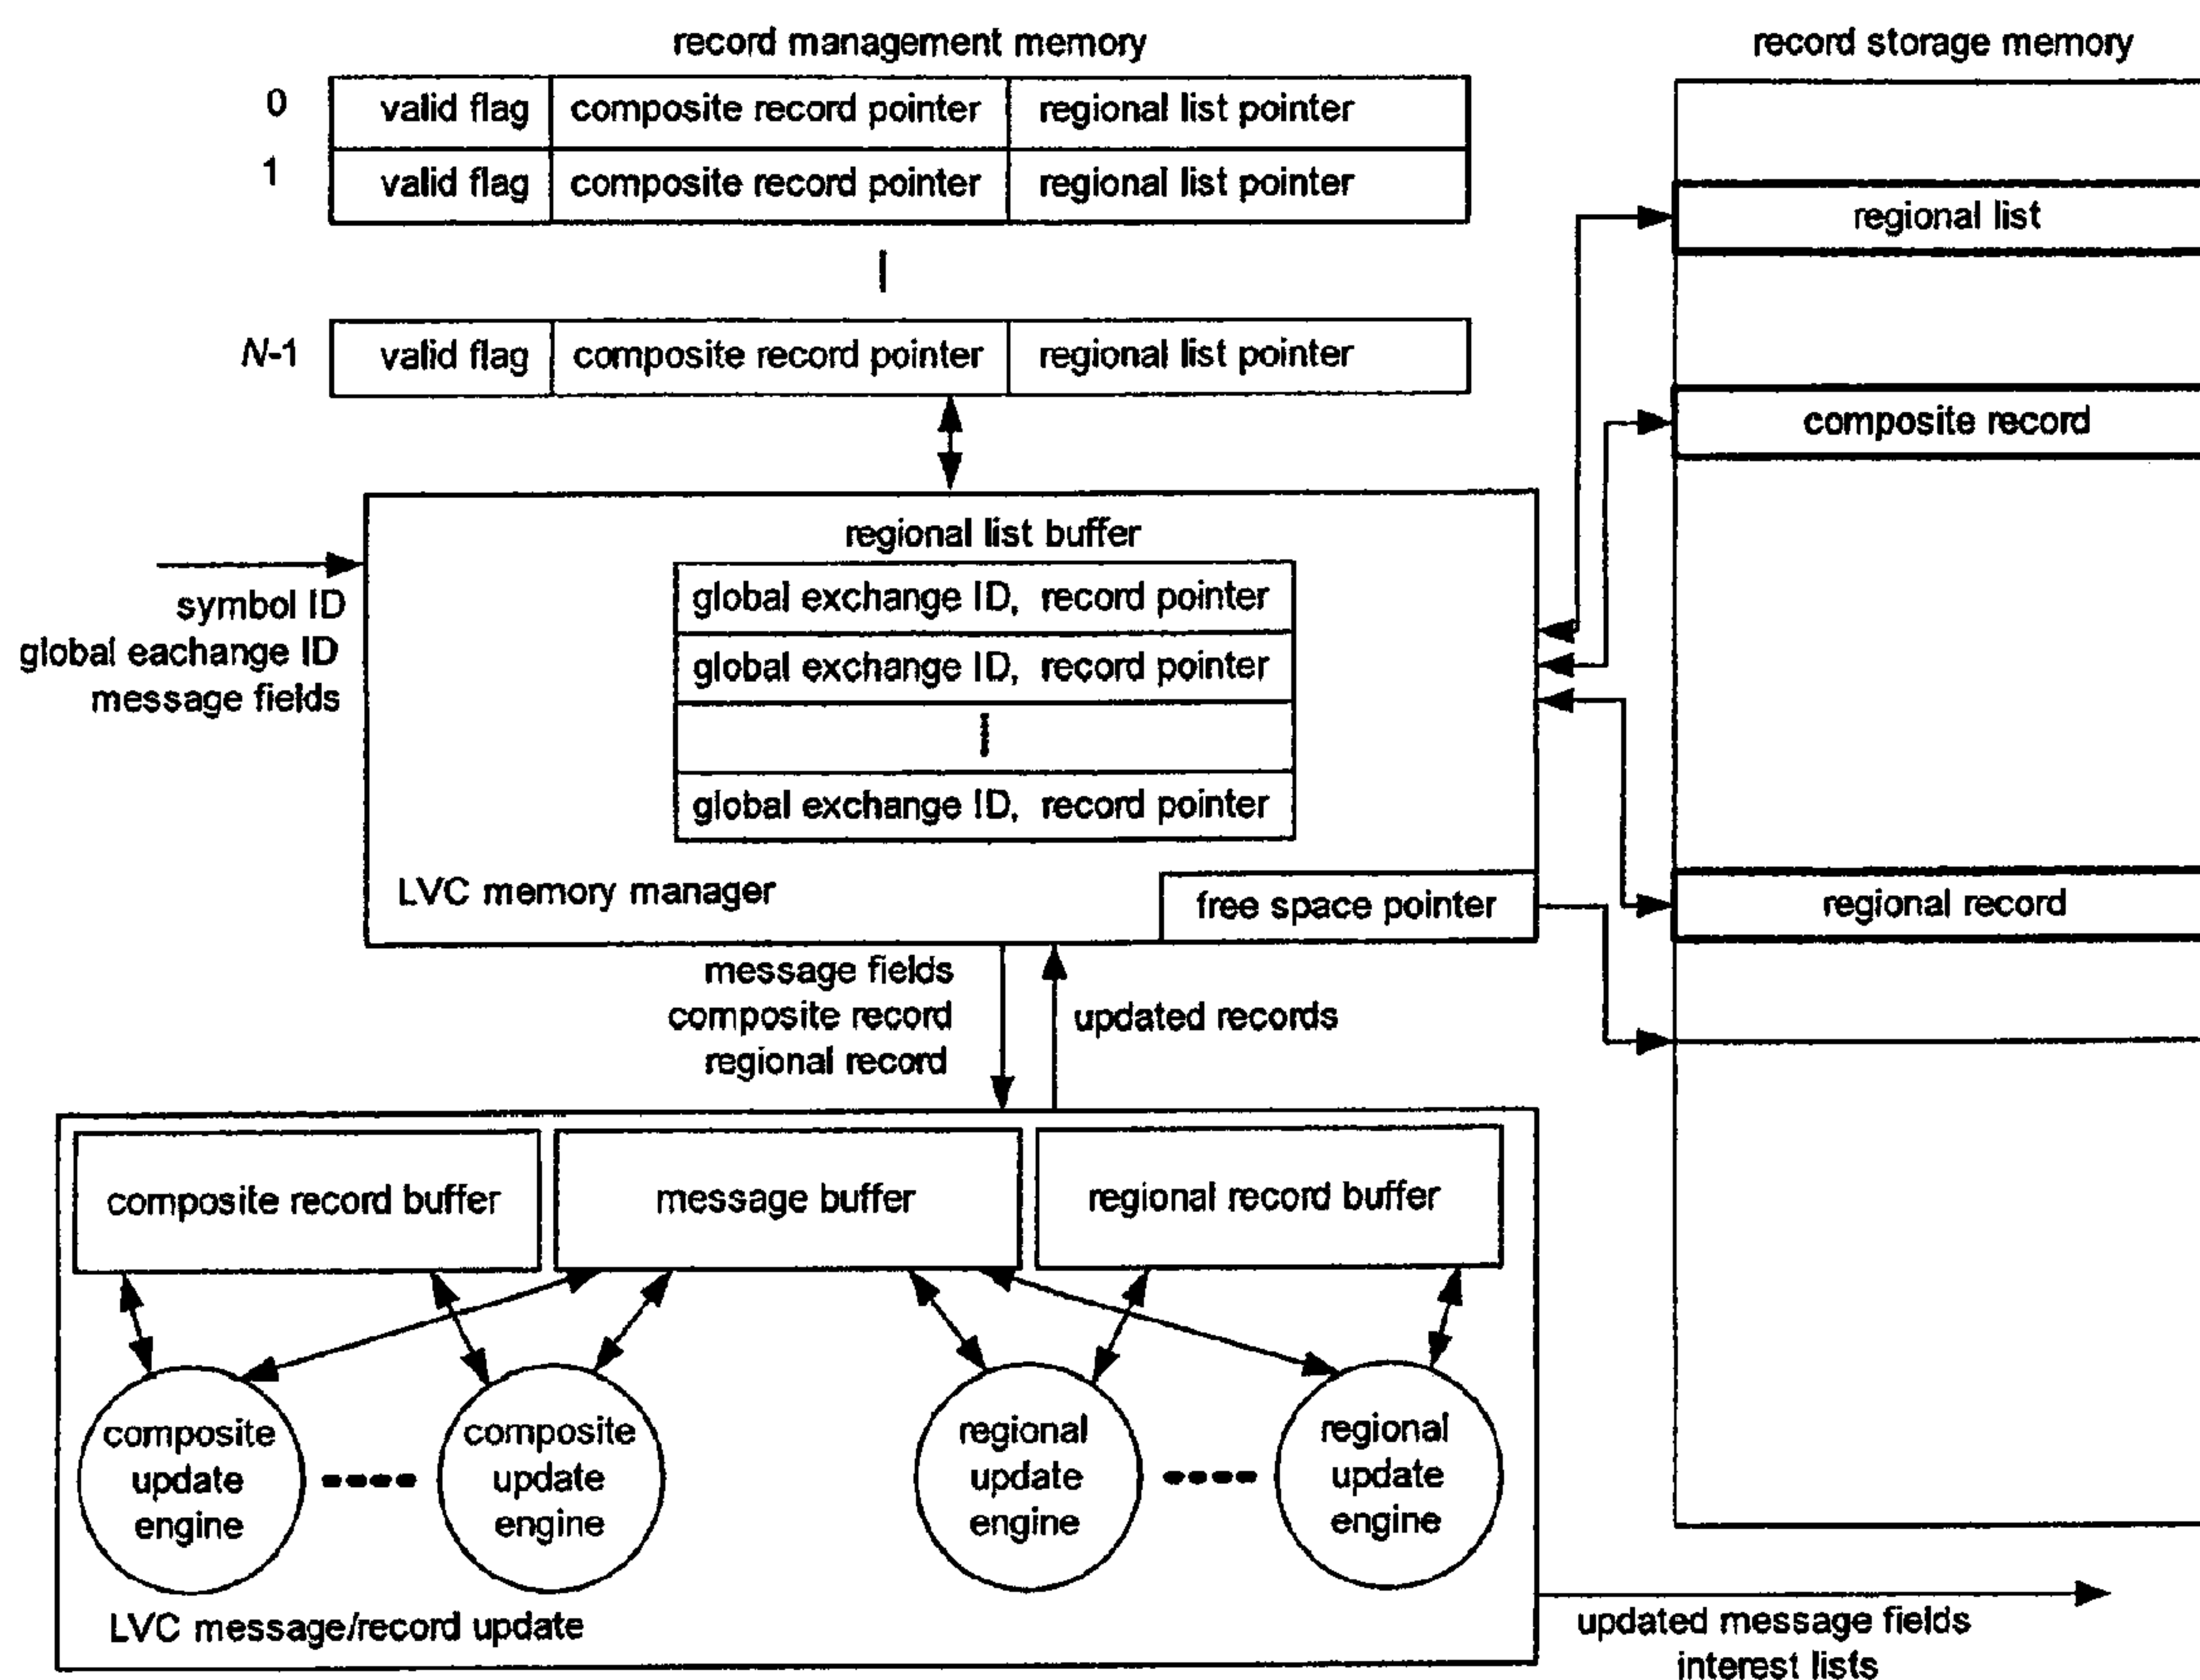 record management memory
record storage memory
0 valid flag composite record pointer regional list pointer
1 valid flag composite record pointer regional list pointer
N-1 valid flag composite record pointer regional list pointer
regional list
composite record
regional list buffer
symbol ID
global eachange ID
message fields
global exchange ID, record pointer
global exchange ID, record pointer
global exchange ID, record pointer
LVC memory manager
free space pointer
regional record
message fields
composite record
regional record
updated records
composite record buffer
message buffer
regional record buffer
composite
update
engine
composite
update
engine
regional
update
engine
regional
update
engine
LVC message/record update
updated message fields
interest lists